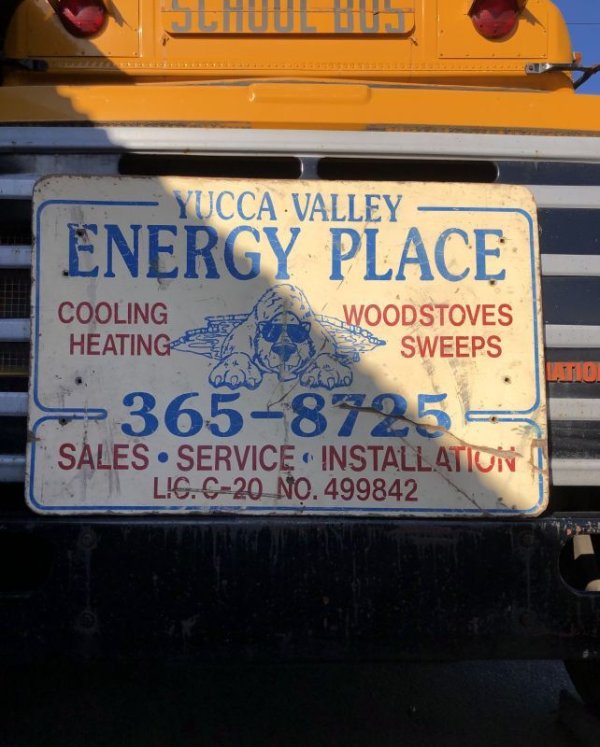 SCHOOL BUS
YUCCA VALLEY
ENERGY PLACE
COOLING
HEATING
WOODSTOVES
SWEEPS
365-8725
SALES • SERVICE • INSTALLATION
LIC. C-20 NO. 499842